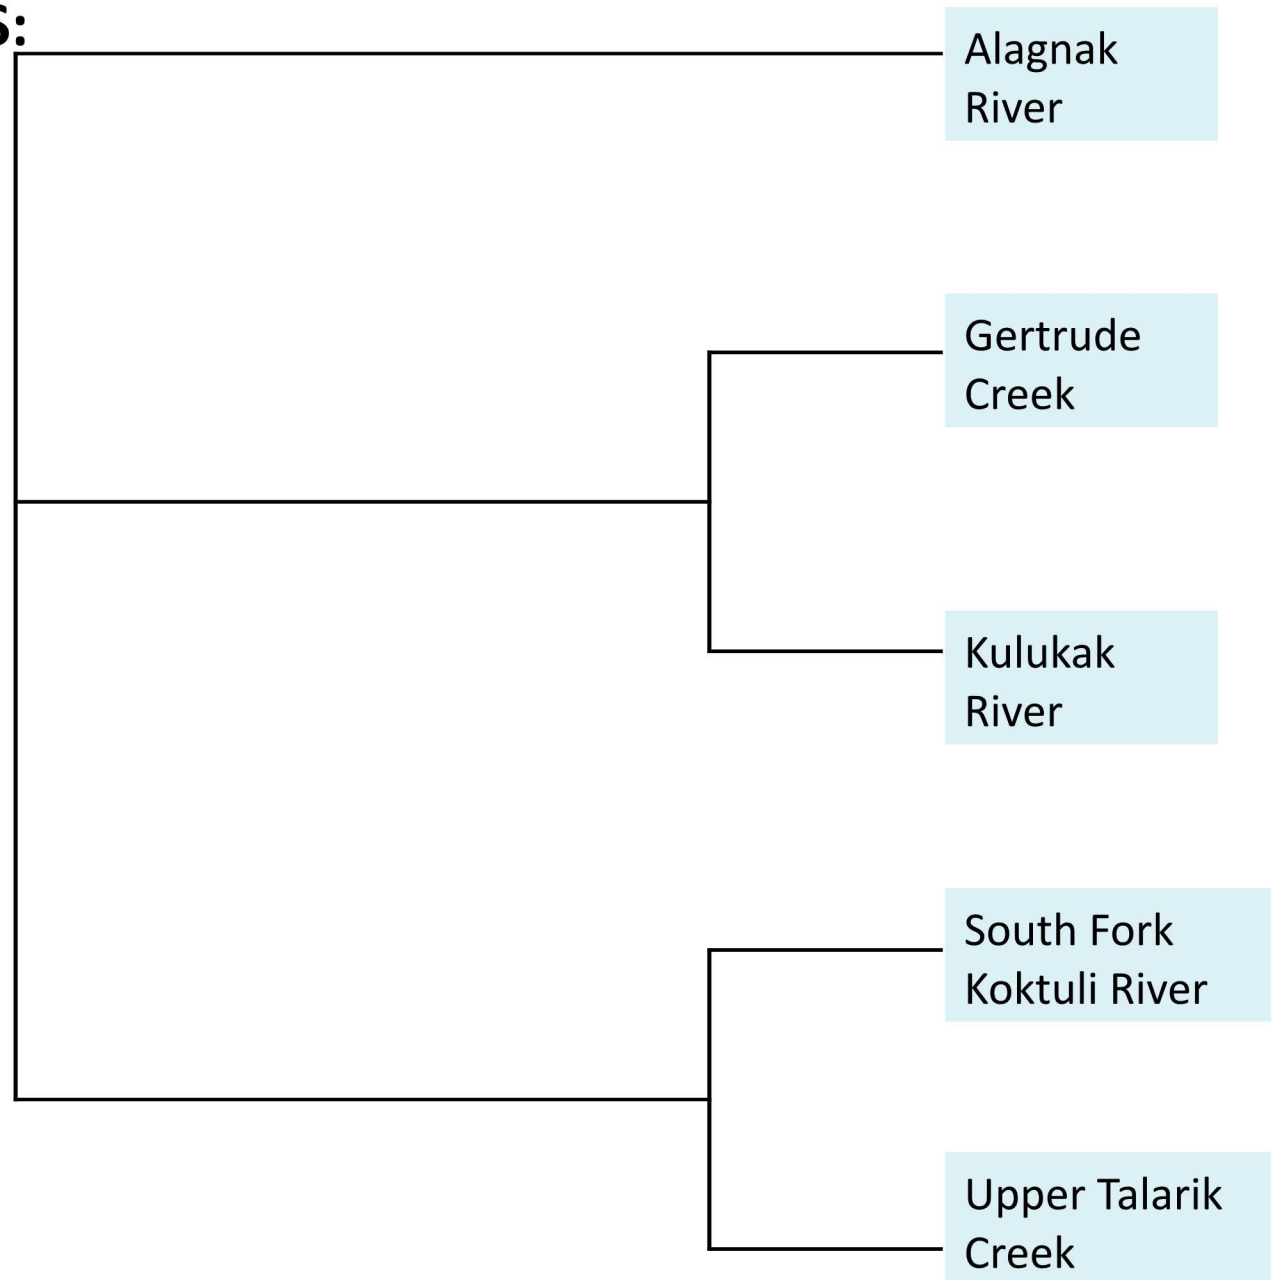 S:
Alagnak
River
Gertrude
Creek
Kulukak
River
South Fork
Koktuli River
Upper Talarik
Creek